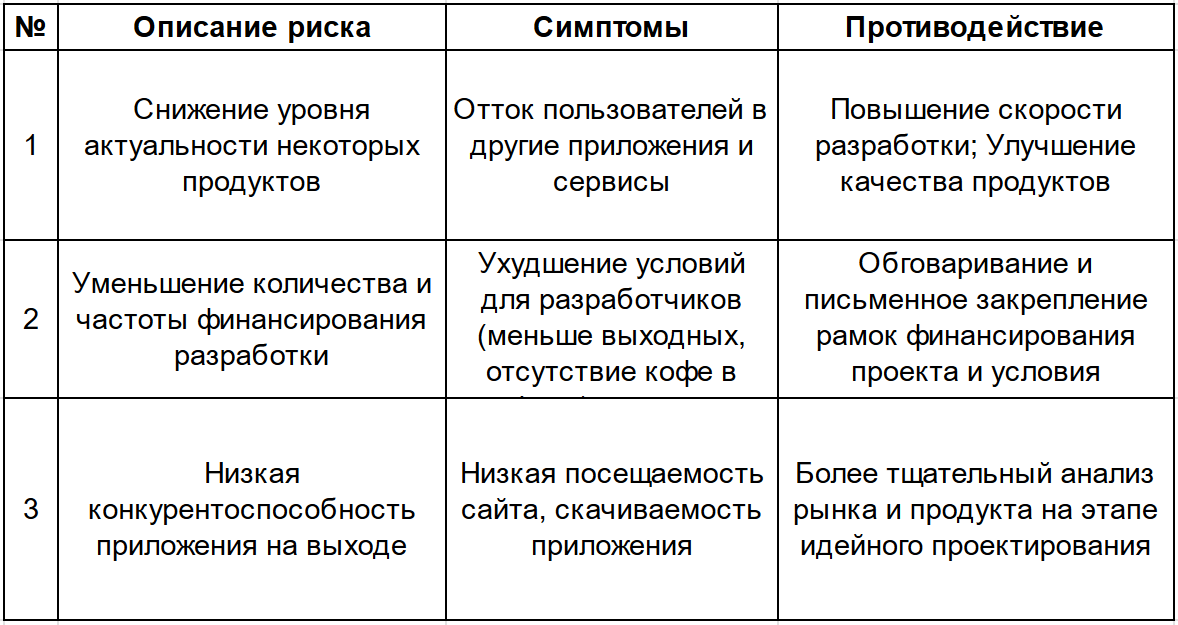 № Описание риска Симптомы Противодействие
1
Снижение уровня
актуальности некоторых
продуктов
Отток пользователей в
другие приложения и
сервисы
Повышение скорости
разработки; Улучшение
качества продуктов
2
Уменьшение количества и
частоты финансирования
разработки
Ухудшение условий
для разработчиков
(меньше выходных,
отсутствие кофе в
Обговаривание и
письменное закрепление
рамок финансирования
проекта и условия
3
Низкая
конкурентоспособность
приложения на выходе
Низкая посещаемость
сайта, скачиваемость
приложения
Более тщательный анализ
рынка и продукта на этапе
идейного проектирования